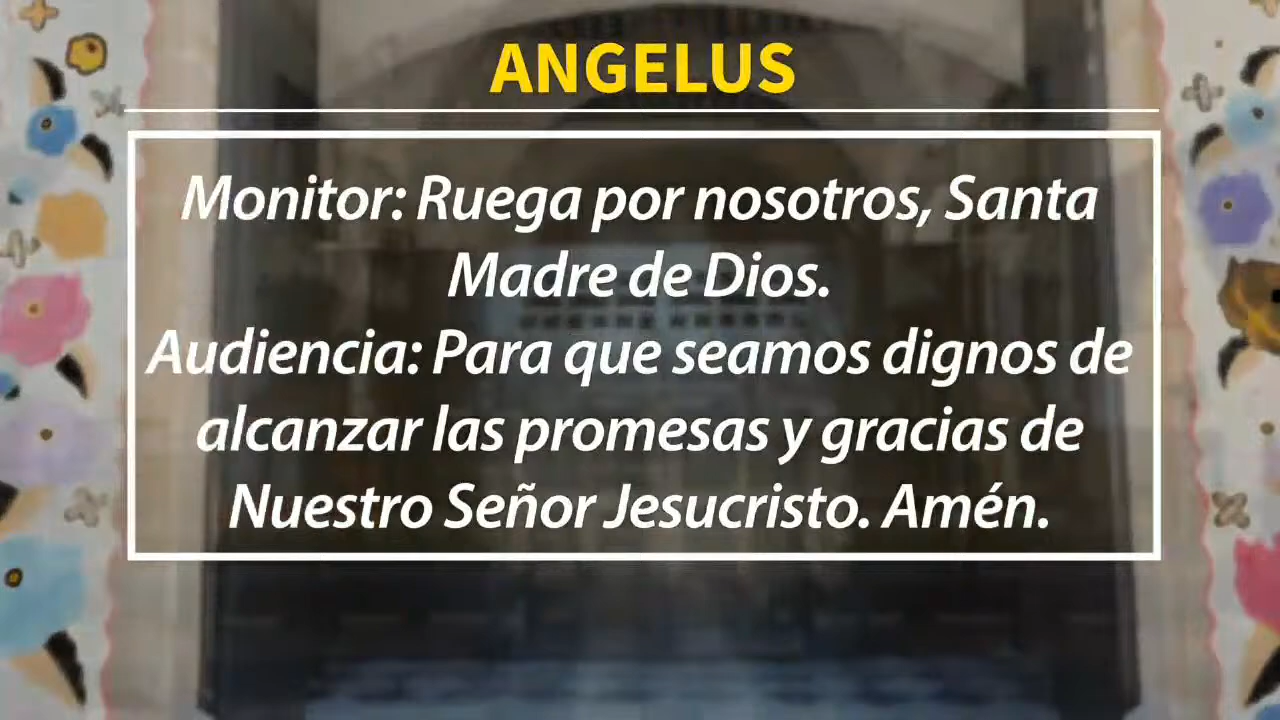 ANGELUS
Monitor: Ruega por nosotros, Santa
Madre de Dios.
Audiencia: Para que seamos dignos de
alcanzar las promesas y gracias de
Nuestro Señor Jesucristo. Amén.